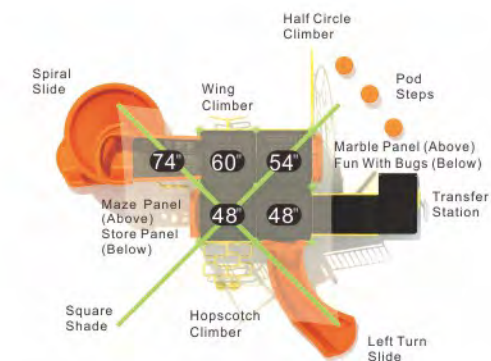 Half Circle
Climber
Spiral
Slide
Wing
Climber
Pod
Steps
74"
60"
54"
Marble Panel (Above)
Fun With Bugs (Below)
Maze Panel
(Above)
Store Panel
(Below)
48"
48"
Transfer
Station
Square
Shade
Hopscotch
Climber
Left Turn
Slide